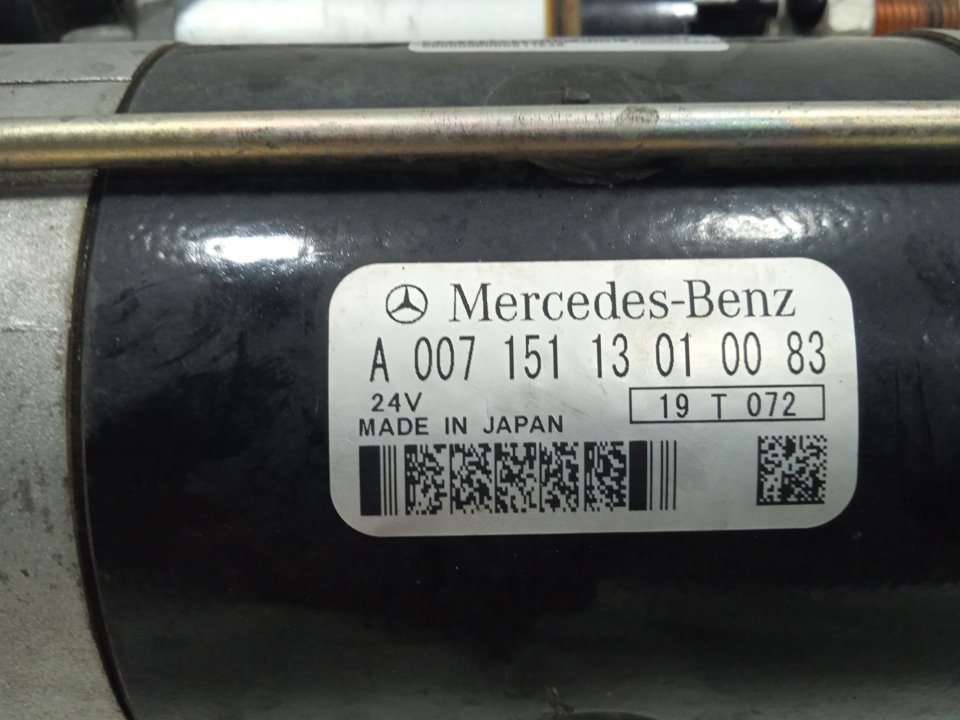 Mercedes-Benz
A 007 151 13 01 00 83
24V
19 T 072
MADE IN JAPAN